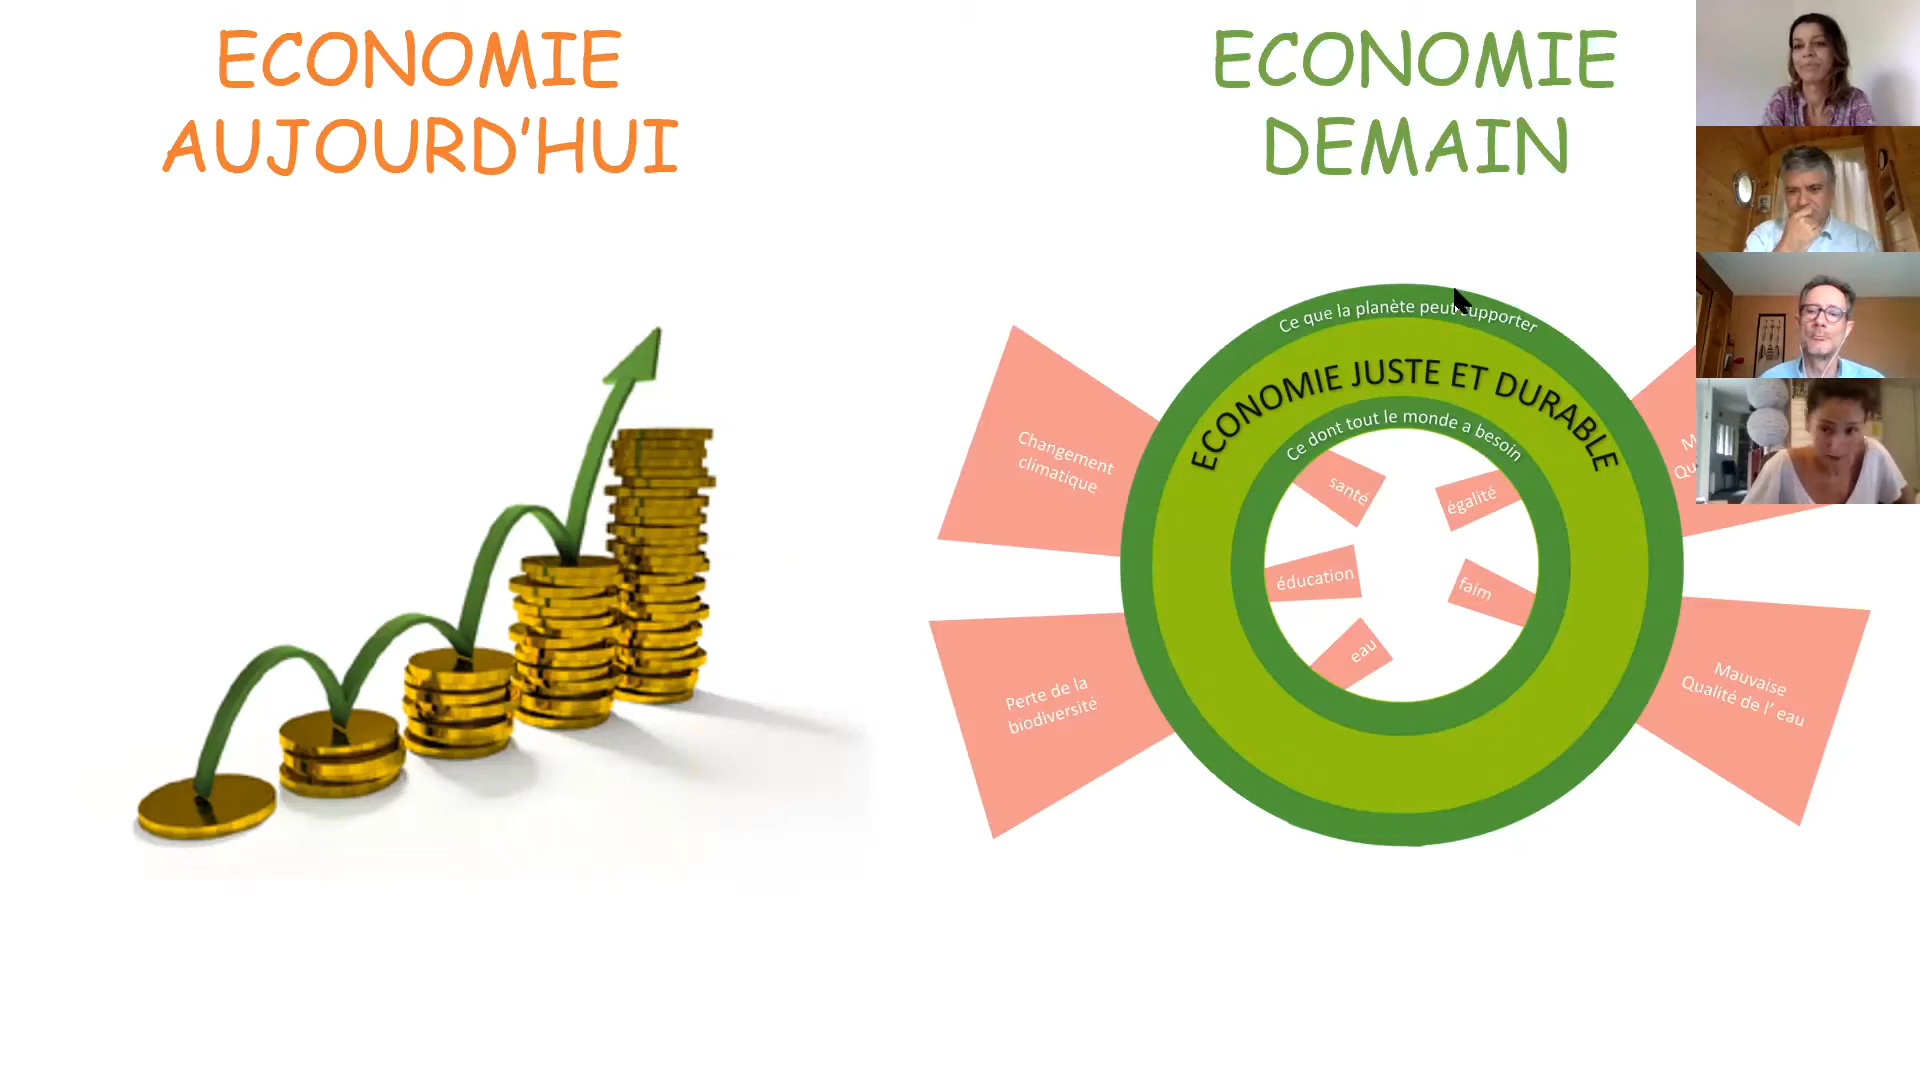 ECONOMIE
AUJOURD'HUI
ECONOMIE
DEMAIN
Ce que la planète peut supporter
ECONOMIE JUSTE ET DURABLE
Ce dont tout le monde a besoin
Changement
climatique
santé
égalité
éducation
faim
eau
Perte de la
biodiversité
Mauvaise
Qualité de l' eau